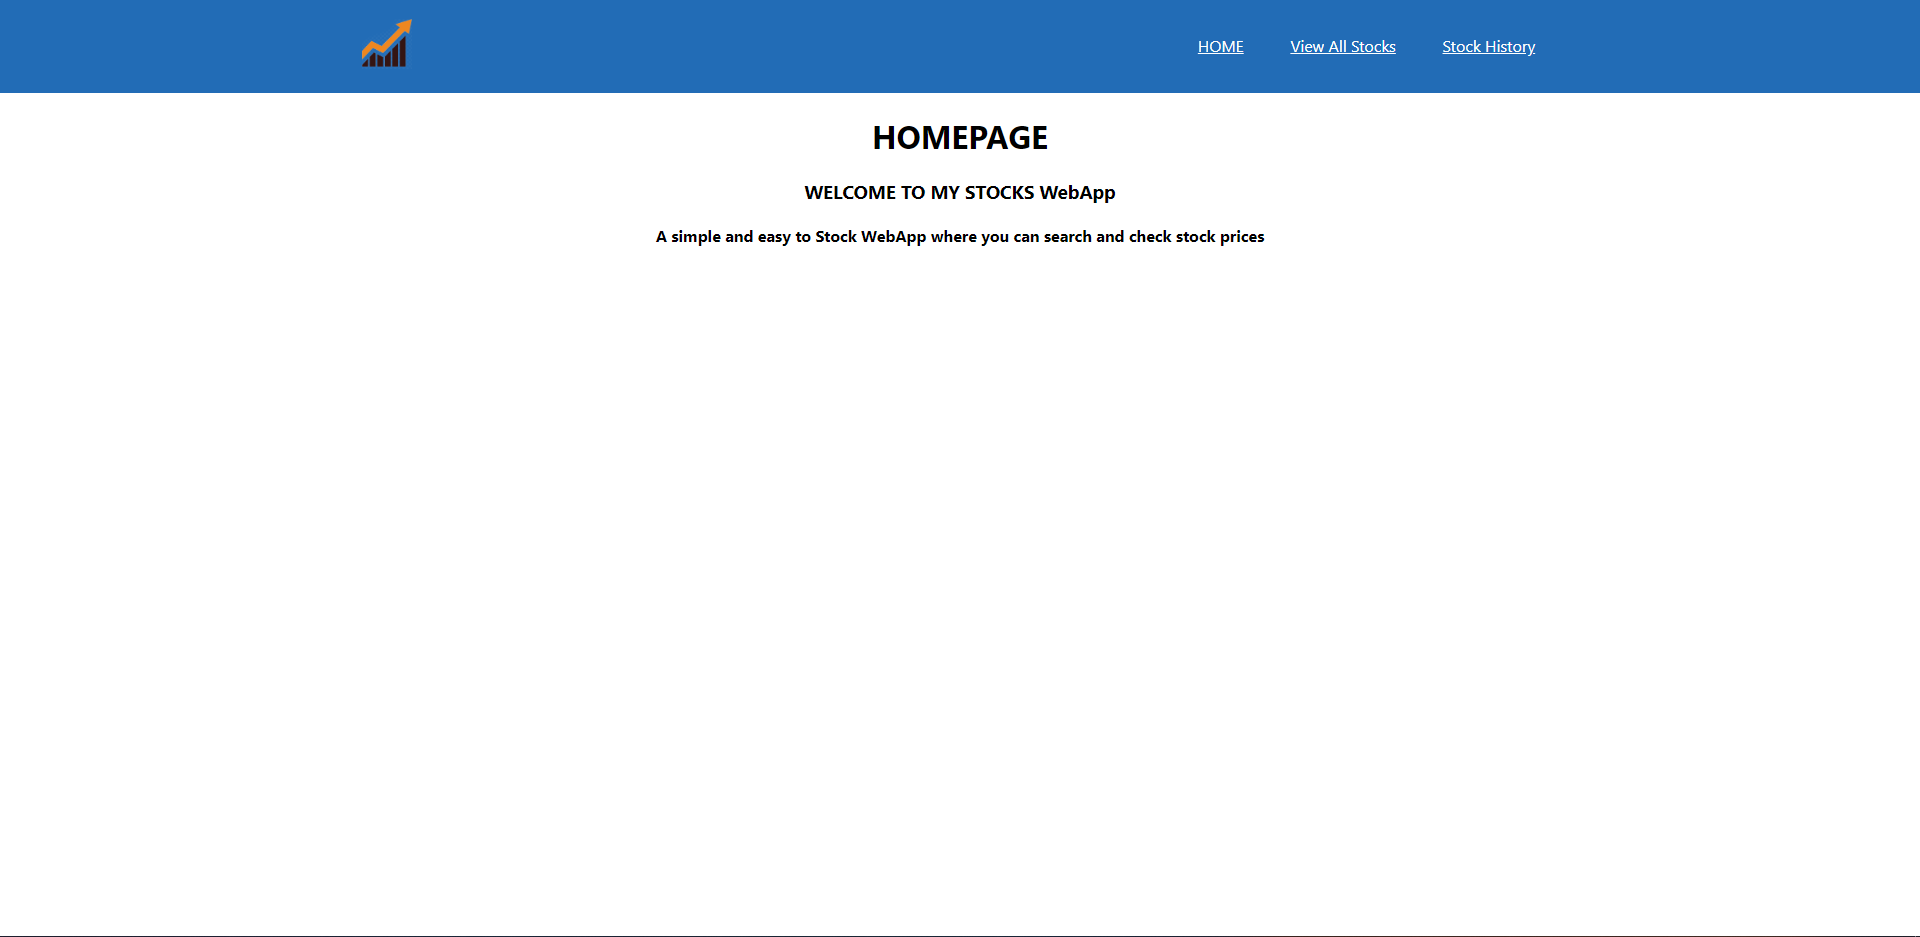 HOME View All Stocks Stock History
HOMEPAGE
WELCOME TO MY STOCKS WebApp
A simple and easy to Stock WebApp where you can search and check stock prices